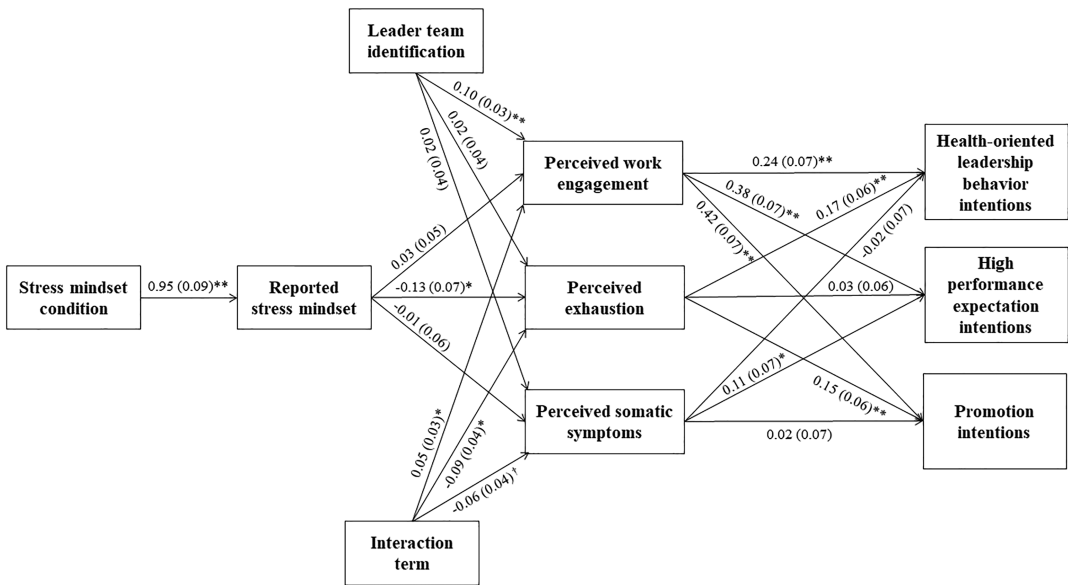 Leader team
identification
0.10 (0.03)**
0.02 (0.04)
0.02 (0.04)
Perceived work
engagement
0.24 (0.07)**
0.38 (0.07)**
0.42 (0.07)**
0.17 (0.06)**
-0.02 (0.07)
Health-oriented
leadership
behavior
intentions
Stress mindset
condition
0.95 (0.09)**
Reported
stress mindset
0.03 (0.05)
-0.13 (0.07)*
-0.01 (0.06)
Perceived
exhaustion
0.03 (0.06)
High
performance
expectation
intentions
0.05 (0.03)*
-0.09 (0.04)*
-0.06 (0.04)†
Perceived somatic
symptoms
0.11 (0.07)*
0.15 (0.06)**
0.02 (0.07)
Promotion
intentions
Interaction
term